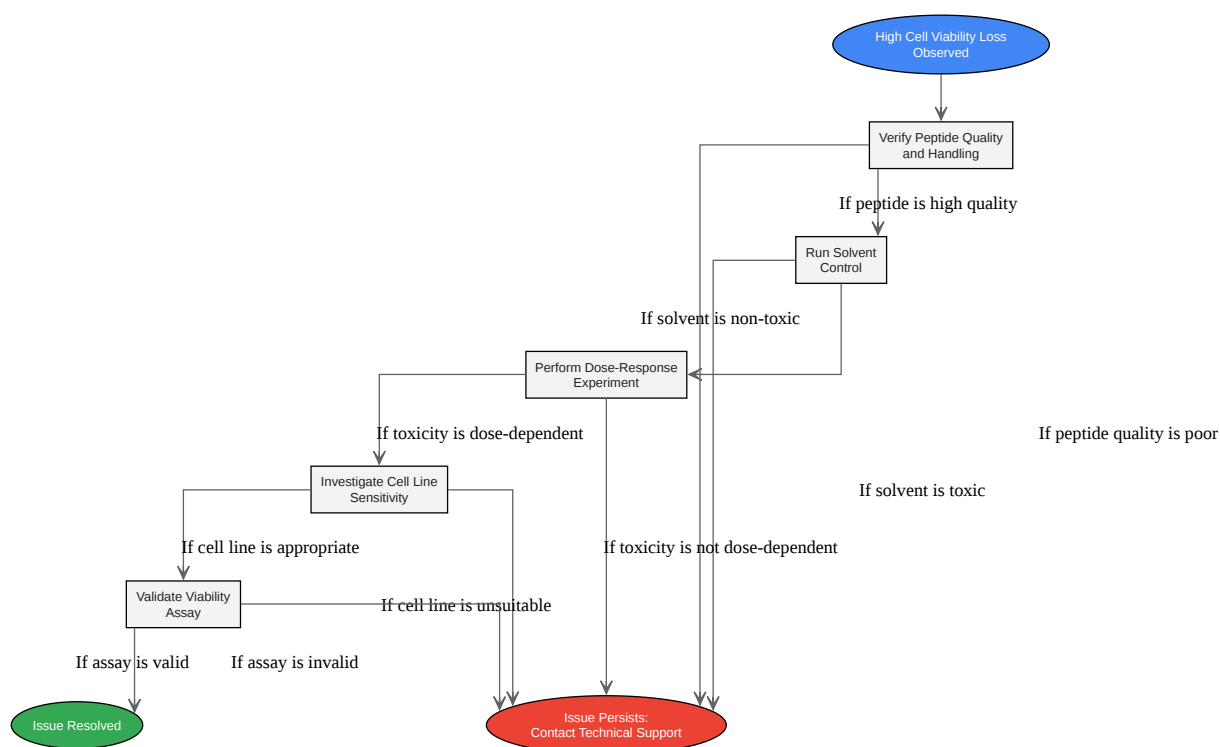 High Cell Viability Loss
Observed
Verify Peptide Quality
and Handling
If peptide is high quality
Run Solvent
Control
If solvent is non-toxic
Perform Dose-Response
Experiment
If toxicity is dose-dependent
If peptide quality is poor
Investigate Cell Line
Sensitivity
If solvent is toxic
If cell line is appropriate
If toxicity is not dose-dependent
Validate Viability
Assay
If cell line is unsuitable
If assay is valid
If assay is invalid
Issue Resolved
Issue Persists:
Contact Technical Support